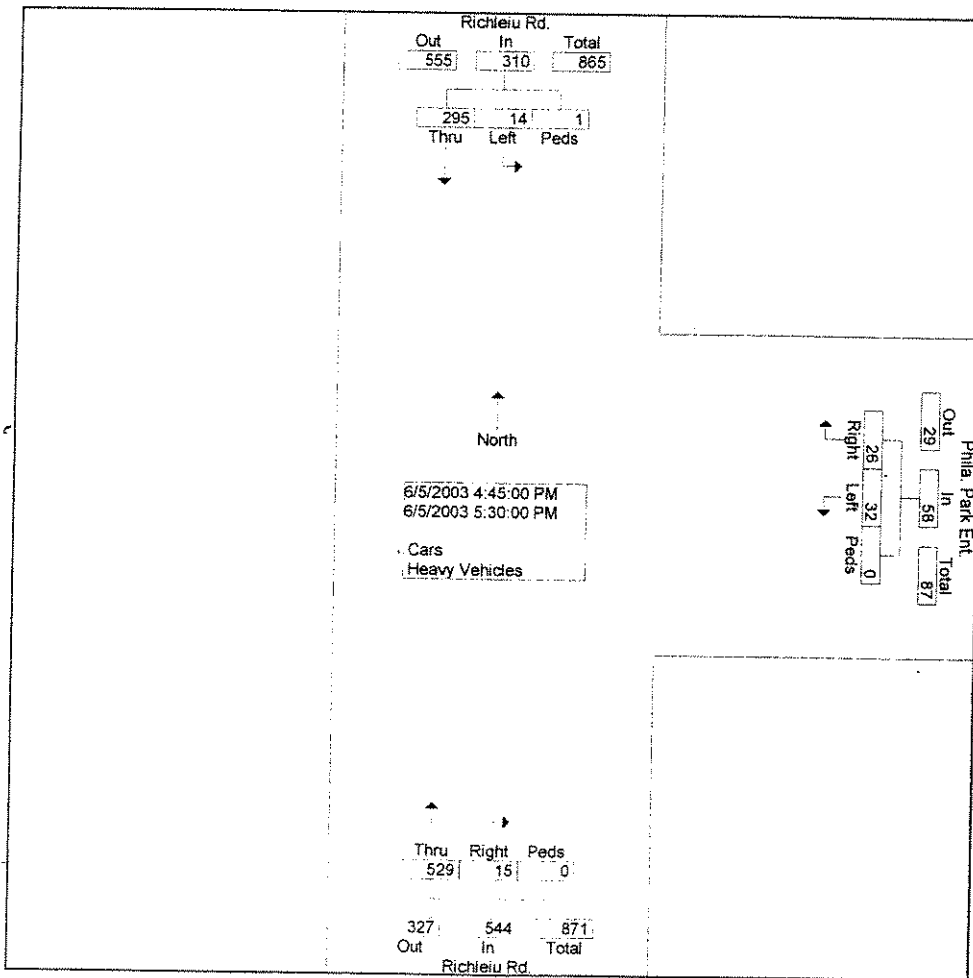 Richleiu Rd.
Out In Total
555 310 865
295 14 1
Thru Left Peds
North
6/5/2003 4:45:00 PM
6/5/2003 5:30:00 PM
Cars
Heavy Vehicles
Phila. Park Ent.
Out In Total
29 58 87
26 32 0
Right Left Peds
Thru Right Peds
529 15 0
327 544 871
Out In Total
Richleiu Rd.